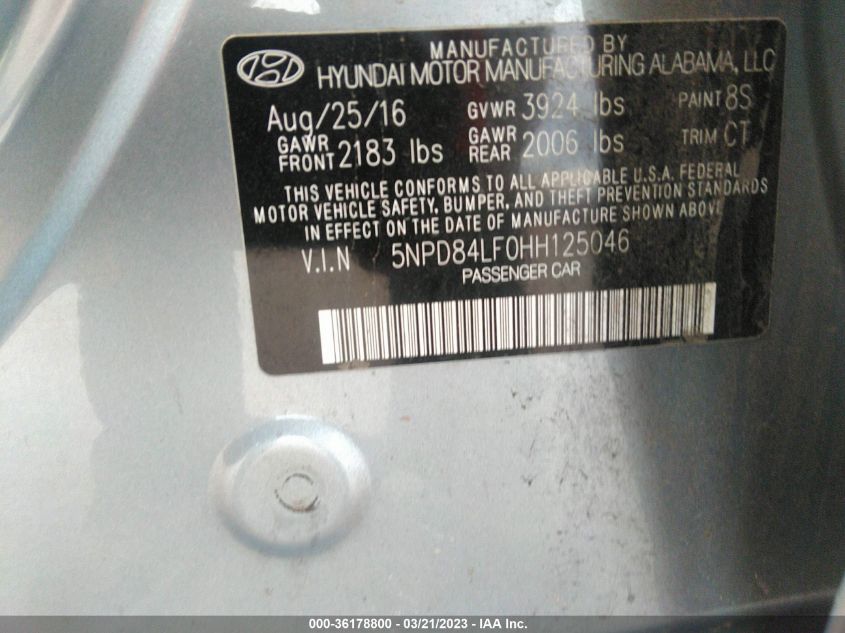 MANUFACTURED BY
HYUNDAI MOTOR MANUFACTURING ALABAMA, LLC
Aug/25/16 GVWR 3924 lbs PAINT 8S
GAWR FRONT 2183 lbs GAWR REAR 2006 lbs TRIM CT
THIS VEHICLE CONFORMS TO ALL APPLICABLE U.S.A. FEDERAL
MOTOR VEHICLE SAFETY, BUMPER, AND THEFT PREVENTION STANDARDS
IN EFFECT ON THE DATE OF MANUFACTURE SHOWN ABOVE
V.I.N 5NPD84LF0HH125046
PASSENGER CAR
000-36178800 - 03/21/2023 - IAA Inc.